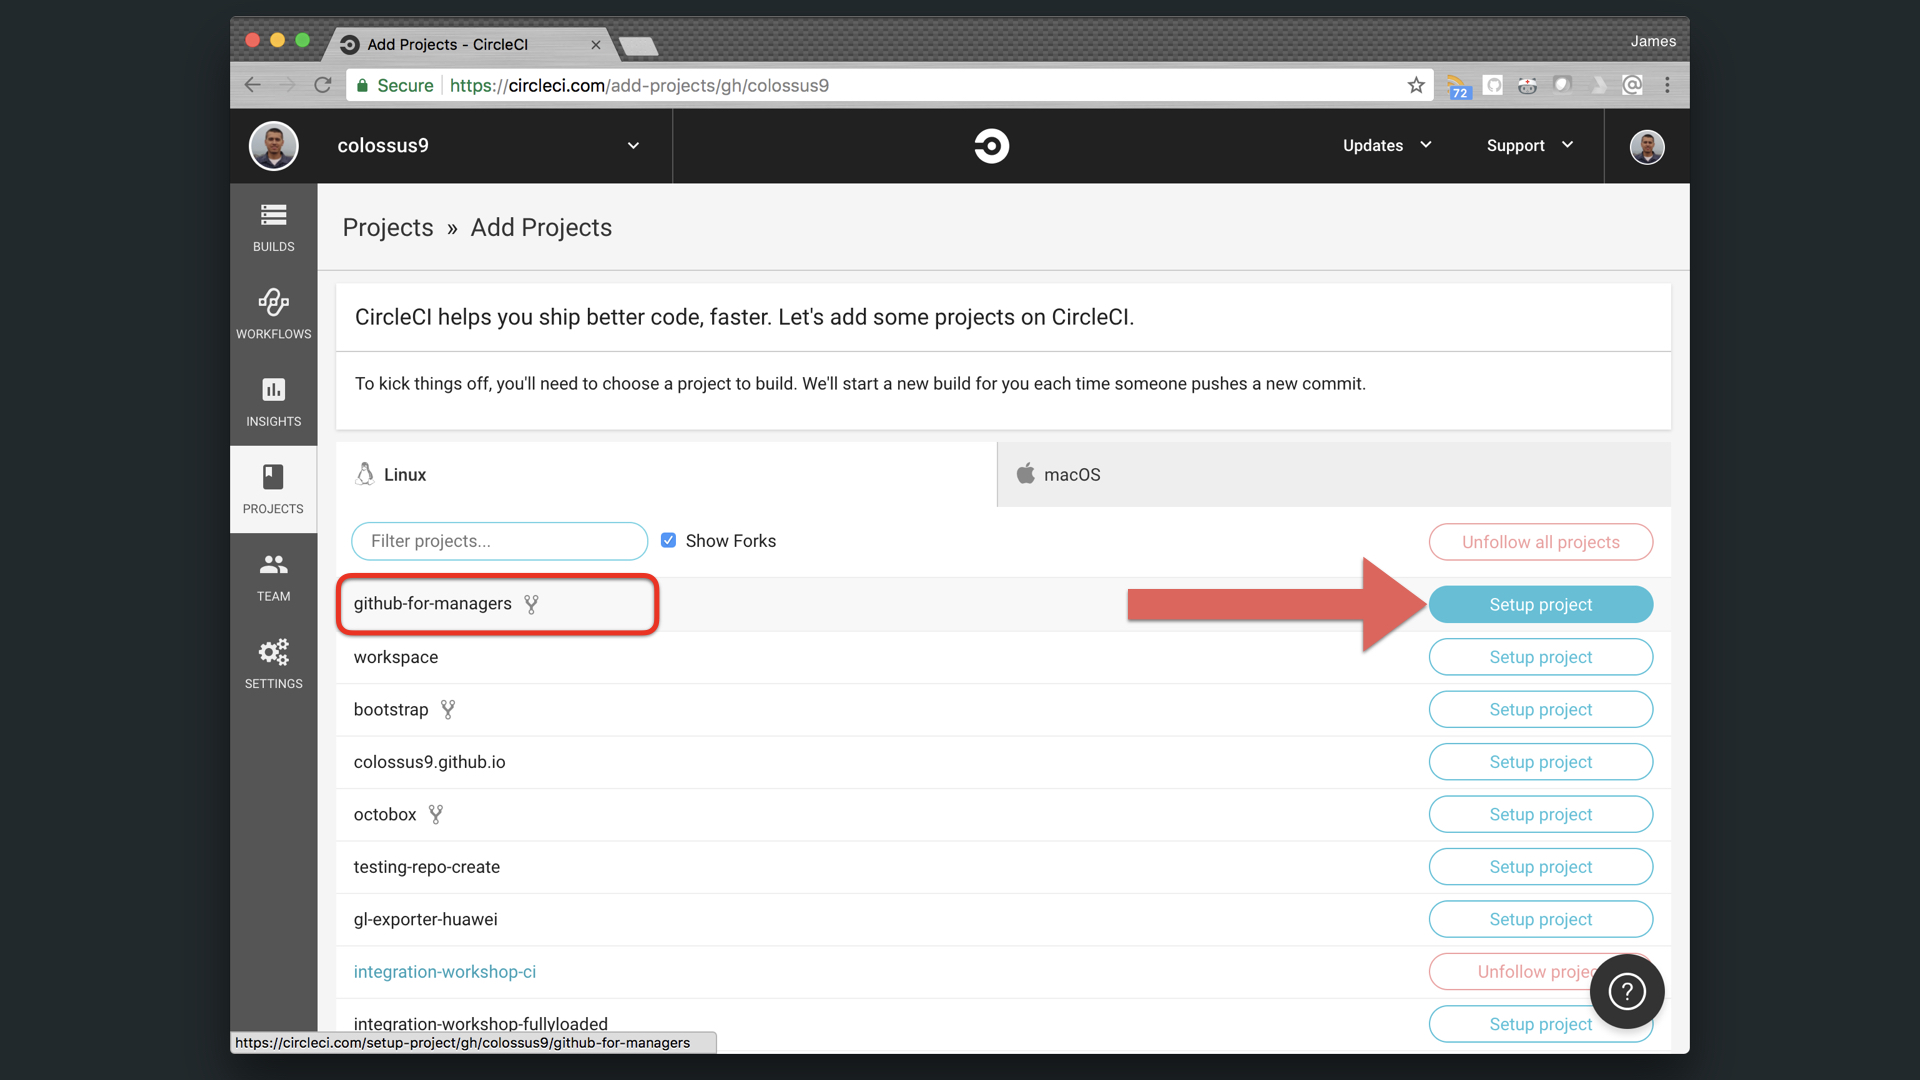 Add Projects - CircleCI
James
Secure https://circleci.com/add-projects/gh/colossus9
72
colossus9
Updates
Support
BUILDS
WORKFLOWS
INSIGHTS
PROJECTS
TEAM
SETTINGS
Projects » Add Projects
CircleCI helps you ship better code, faster. Let's add some projects on CircleCI.
To kick things off, you'll need to choose a project to build. We'll start a new build for you each time someone pushes a new commit.
Linux
macOS
Filter projects...
Show Forks
Unfollow all projects
github-for-managers
Setup project
workspace
Setup project
bootstrap
Setup project
colossus9.github.io
Setup project
octobox
Setup project
testing-repo-create
Setup project
gl-exporter-huawei
Setup project
integration-workshop-ci
Unfollow projec
?
integration-workshop-fullyloaded
Setup project
https://circleci.com/setup-project/gh/colossus9/github-for-managers